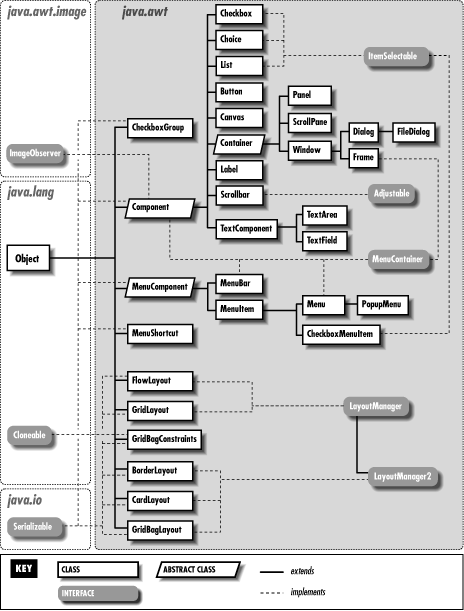 java.awt.image
java.awt
Checkbox
Choice
List
ItemSelectable
Button
Panel
Canvas
ScrollPane
CheckboxGroup
Container
Dialog
FileDialog
Window
Frame
ImageObserver
Label
java.lang
Scrollbar
Adjustable
Component
TextArea
TextComponent
TextField
Object
MenuContainer
MenuComponent
MenuBar
MenuItem
Menu
PopupMenu
MenuShortcut
CheckboxMenuItem
FlowLayout
GridLayout
LayoutManager
Cloneable
GridBagConstraints
BorderLayout
LayoutManager2
java.io
CardLayout
Serializable
GridBagLayout
KEY
CLASS
ABSTRACT CLASS
extends
INTERFACE
implements